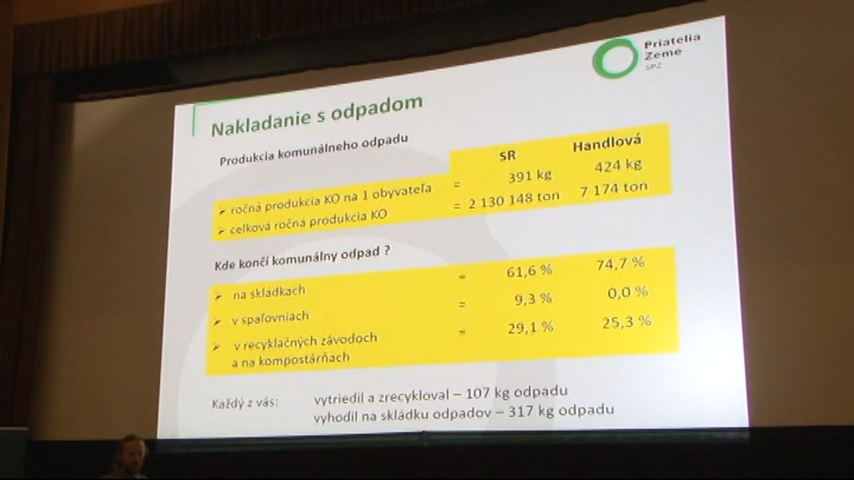 Priatelia
Zeme
SPZ
Nakladanie s odpadom
Produkcia komunálneho odpadu
SR Handlová
➢ ročná produkcia KO na 1 obyvateľa = 391 kg 424 kg
➢ celková ročná produkcia KO = 2 130 148 ton 7 174 ton
Kde končí komunálny odpad ?
➢ na skládkach = 61,6 % 74,7 %
➢ v spaľovniach = 9,3 % 0,0 %
➢ v recyklačných závodoch = 29,1 % 25,3 %
a na kompostárňach
Každý z vás: vytriedil a zrecykloval – 107 kg odpadu
vyhodil na skládku odpadov – 317 kg odpadu